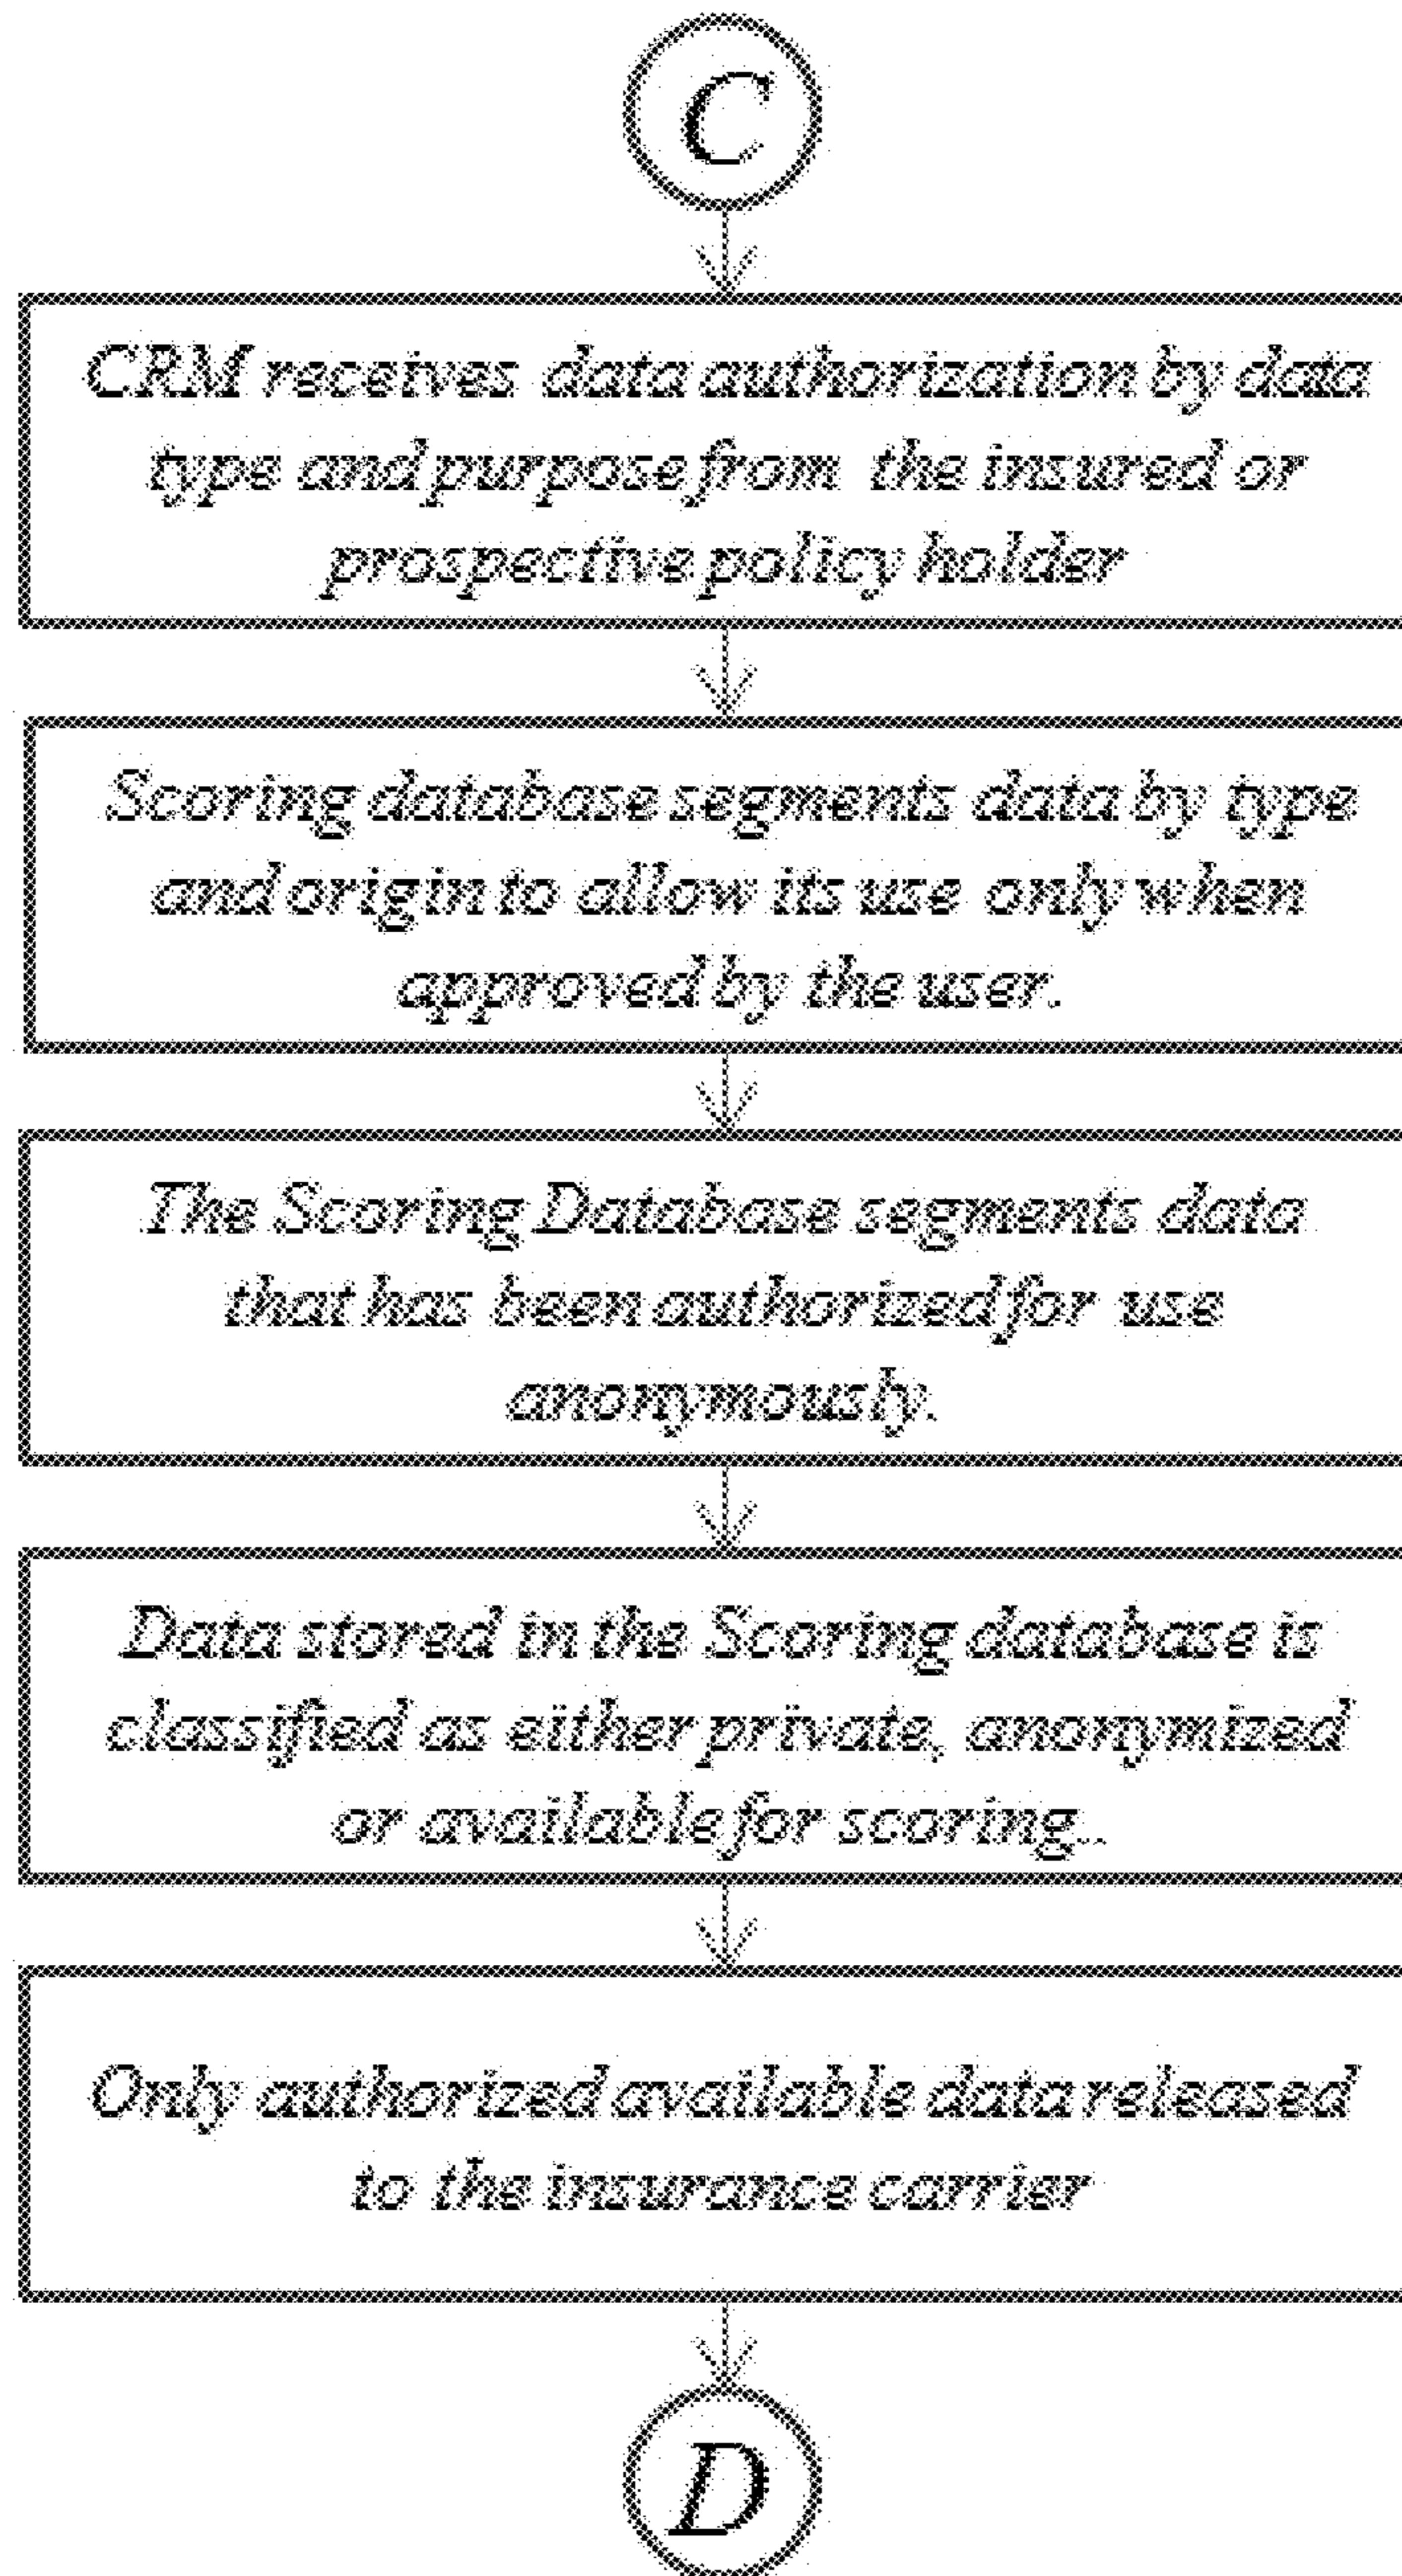 C
CRM receives data authorization by data
type and purpose from the insured or
prospective policy holder
Scoring database segments data by type
and origin to allow its use only when
approved by the user.
The Scoring Database segments data
that has been authorized for use
anonymously.
Data stored in the Scoring database is
classified as either private, anonymized
or available for scoring..
Only authorized available data released
to the insurance carrier
D